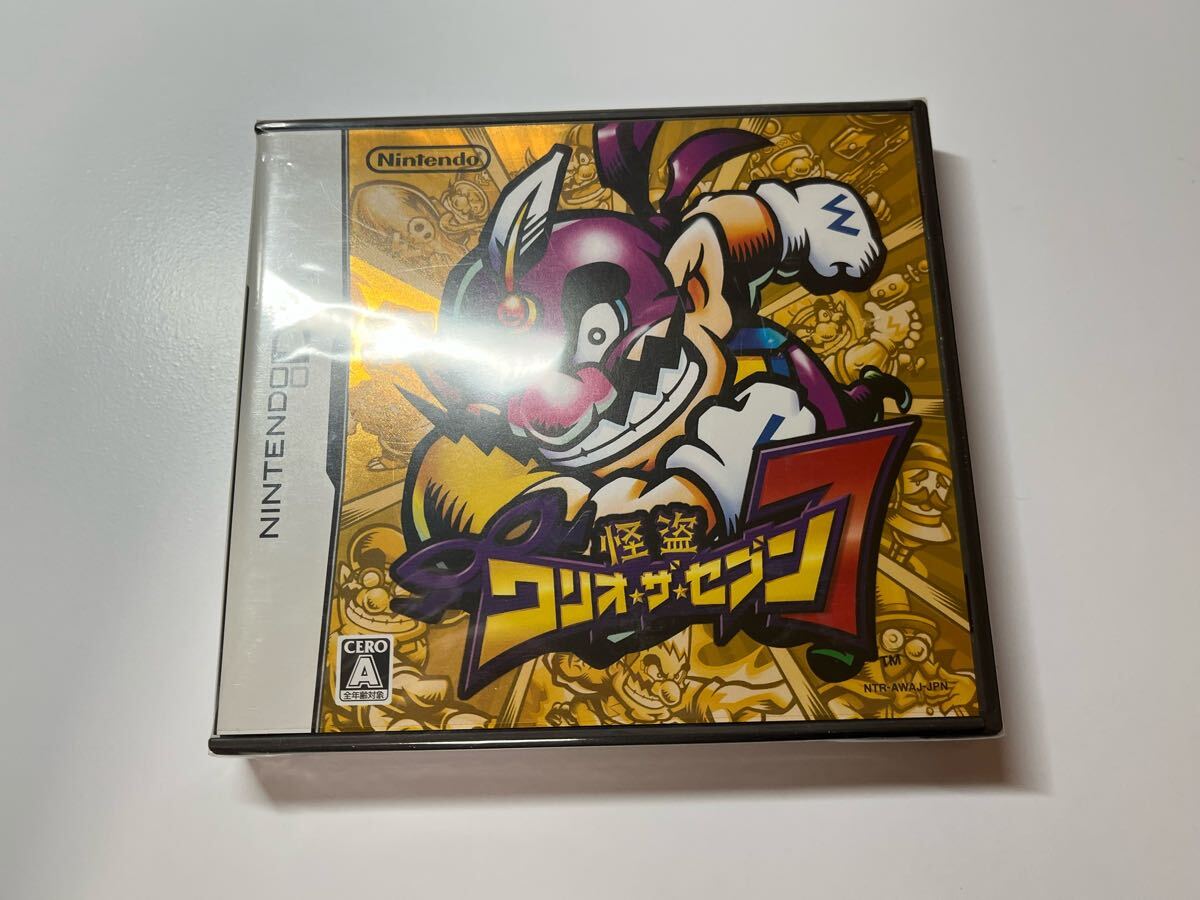 Nintendo
NINTENDO
怪盗
ワリオ★ザ★セブン
7
CERO
A
全年齢対象
TM
NTR-AWAJ-JPN
W